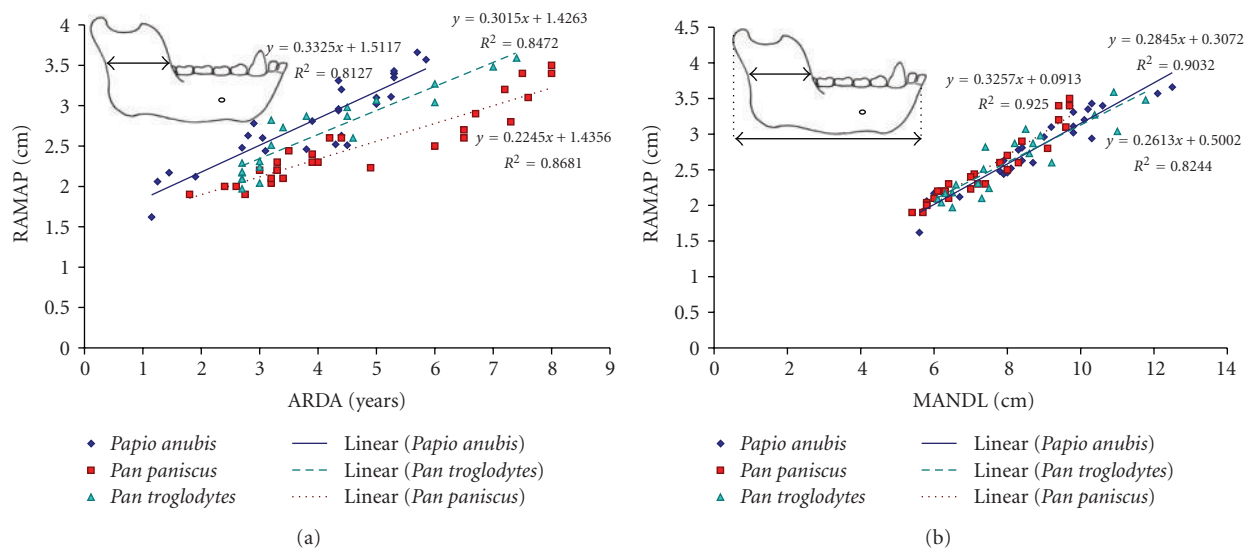 4
3.5
3
2.5
2
1.5
1
0.5
0
RAMAP (cm)
y = 0.3325x + 1.5117
R² = 0.8127
y = 0.3015x + 1.4263
R² = 0.8472
y = 0.2245x + 1.4356
R² = 0.8681
0 1 2 3 4 5 6 7 8 9
ARDA (years)
Papio anubis
Pan paniscus
Pan troglodytes
Linear (Papio anubis)
Linear (Pan troglodytes)
Linear (Pan paniscus)
(a)
4.5
4
3.5
3
2.5
2
1.5
1
0.5
0
RAMAP (cm)
y = 0.2845x + 0.3072
R² = 0.9032
y = 0.3257x + 0.0913
R² = 0.925
y = 0.2613x + 0.5002
R² = 0.8244
0 2 4 6 8 10 12 14
MANDL (cm)
Papio anubis
Pan paniscus
Pan troglodytes
Linear (Papio anubis)
Linear (Pan troglodytes)
Linear (Pan paniscus)
(b)